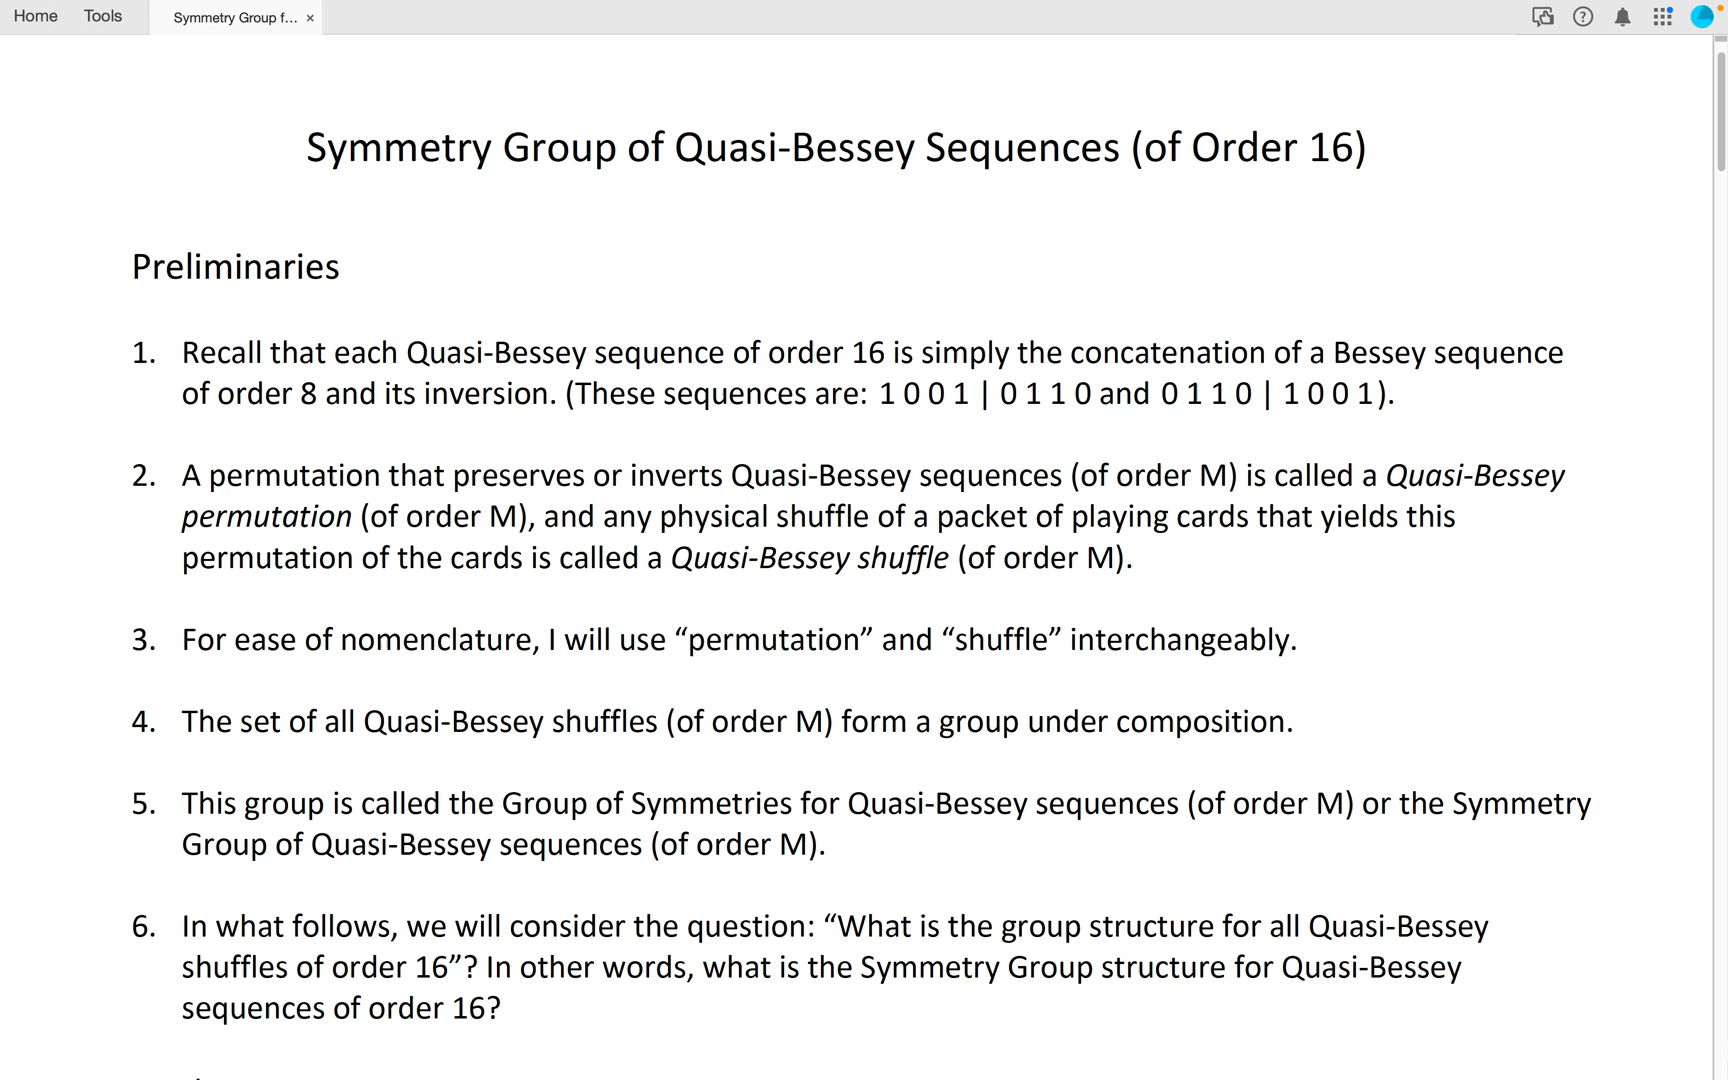 Home Tools Symmetry Group f... ×
Symmetry Group of Quasi-Bessey Sequences (of Order 16)
Preliminaries
1. Recall that each Quasi-Bessey sequence of order 16 is simply the concatenation of a Bessey sequence
of order 8 and its inversion. (These sequences are: 1 0 0 1 | 0 1 1 0 and 0 1 1 0 | 1 0 0 1).
2. A permutation that preserves or inverts Quasi-Bessey sequences (of order M) is called a Quasi-Bessey
permutation (of order M), and any physical shuffle of a packet of playing cards that yields this
permutation of the cards is called a Quasi-Bessey shuffle (of order M).
3. For ease of nomenclature, I will use “permutation” and “shuffle” interchangeably.
4. The set of all Quasi-Bessey shuffles (of order M) form a group under composition.
5. This group is called the Group of Symmetries for Quasi-Bessey sequences (of order M) or the Symmetry
Group of Quasi-Bessey sequences (of order M).
6. In what follows, we will consider the question: “What is the group structure for all Quasi-Bessey
shuffles of order 16”? In other words, what is the Symmetry Group structure for Quasi-Bessey
sequences of order 16?